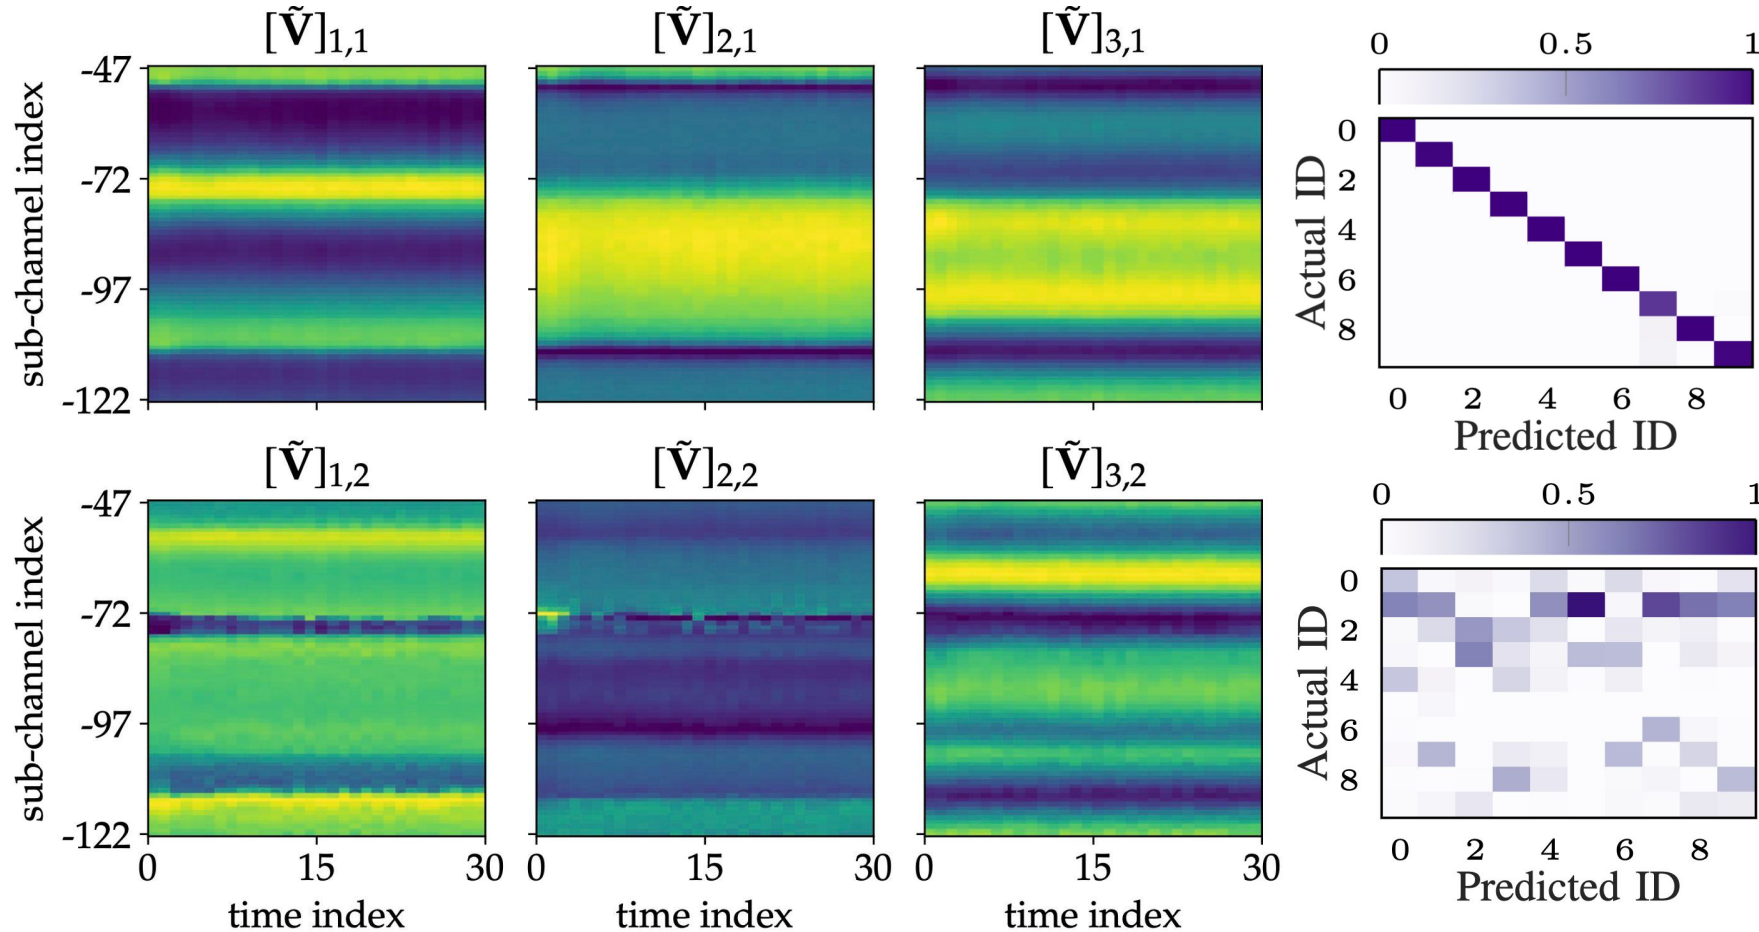 [Ṽ]1,1 [Ṽ]2,1 [Ṽ]3,1
0 0.5 1
sub-channel index
-47
-72
-97
-122
0 15 30
Actual ID
0
2
4
6
8
0 2 4 6 8
Predicted ID
[Ṽ]1,2 [Ṽ]2,2 [Ṽ]3,2
0 0.5 1
sub-channel index
-47
-72
-97
-122
0 15 30 0 15 30 0 15 30
time index time index time index
Actual ID
0
2
4
6
8
0 2 4 6 8
Predicted ID